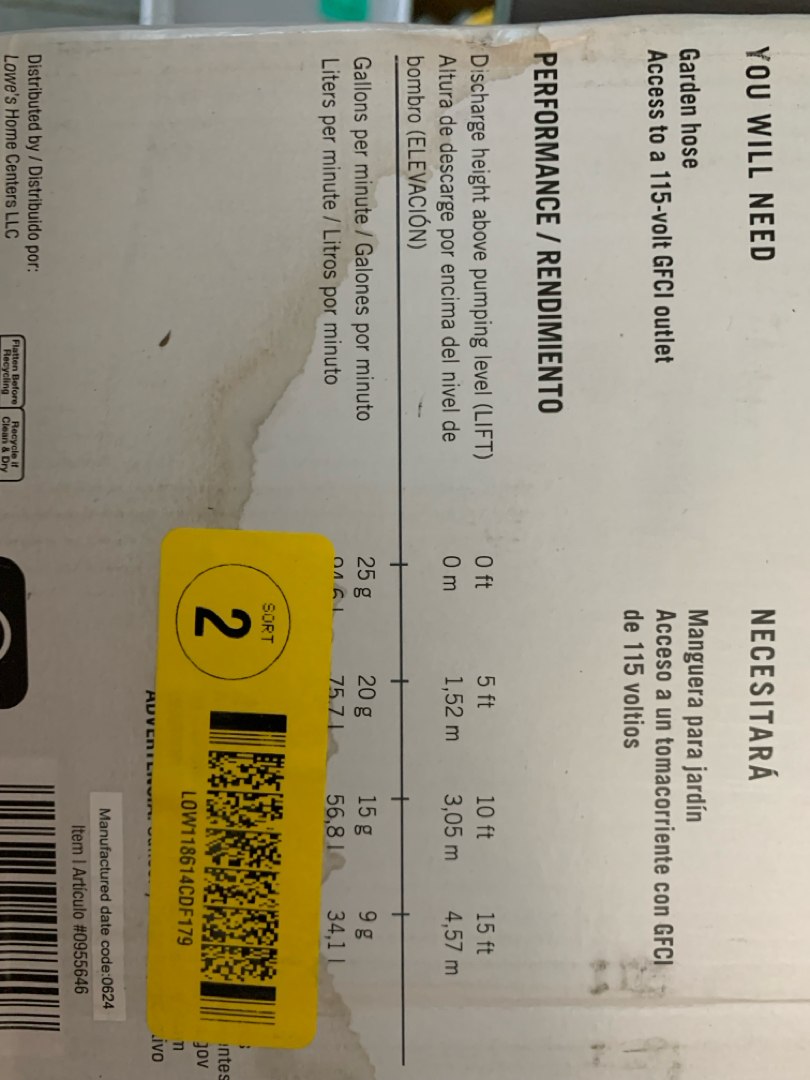 YOU WILL NEED
Garden hose
Access to a 115-volt GFCI outlet
NECESITARÁ
Manguera para jardín
Acceso a un tomacorriente con GFCI
de 115 voltios
PERFORMANCE / RENDIMIENTO
Discharge height above pumping level (LIFT) 0 ft 5 ft 10 ft 15 ft
Altura de descarge por encima del nivel de 0 m 1,52 m 3,05 m 4,57 m
bombro (ELEVACIÓN)
Gallons per minute / Galones por minuto 25 g 20 g 15 g 9 g
Liters per minute / Litros por minuto 94,6 l 75,7 l 56,8 l 34,1 l
SORT
2
LOW118614CDF179
Manufactured date code:0624
Item | Artículo #0955646
Distributed by / Distribuido por:
Lowe's Home Centers LLC
Flatten Before
Recycling
Recycle if
Clean & Dry